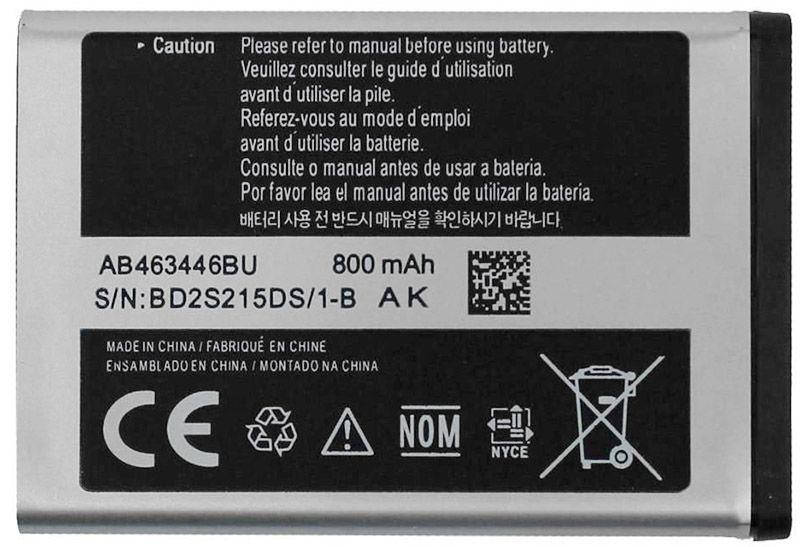 Caution Please refer to manual before using battery.
Veuillez consulter le guide d'utilisation
avant d'utiliser la pile.
Referez-vous au mode d'emploi
avant d'utiliser la batterie.
Consulte o manual antes de usar a bateria.
Por favor lea el manual antes de utilizar la bateria.
배터리 사용 전 반드시 매뉴얼을 확인하시기 바랍니다.
AB463446BU 800 mAh
S/N:BD2S215DS/1-B AK
MADE IN CHINA / FABRIQUÉ EN CHINE
ENSAMBLADO EN CHINA / MONTADO NA CHINA
CE NOM NYCE